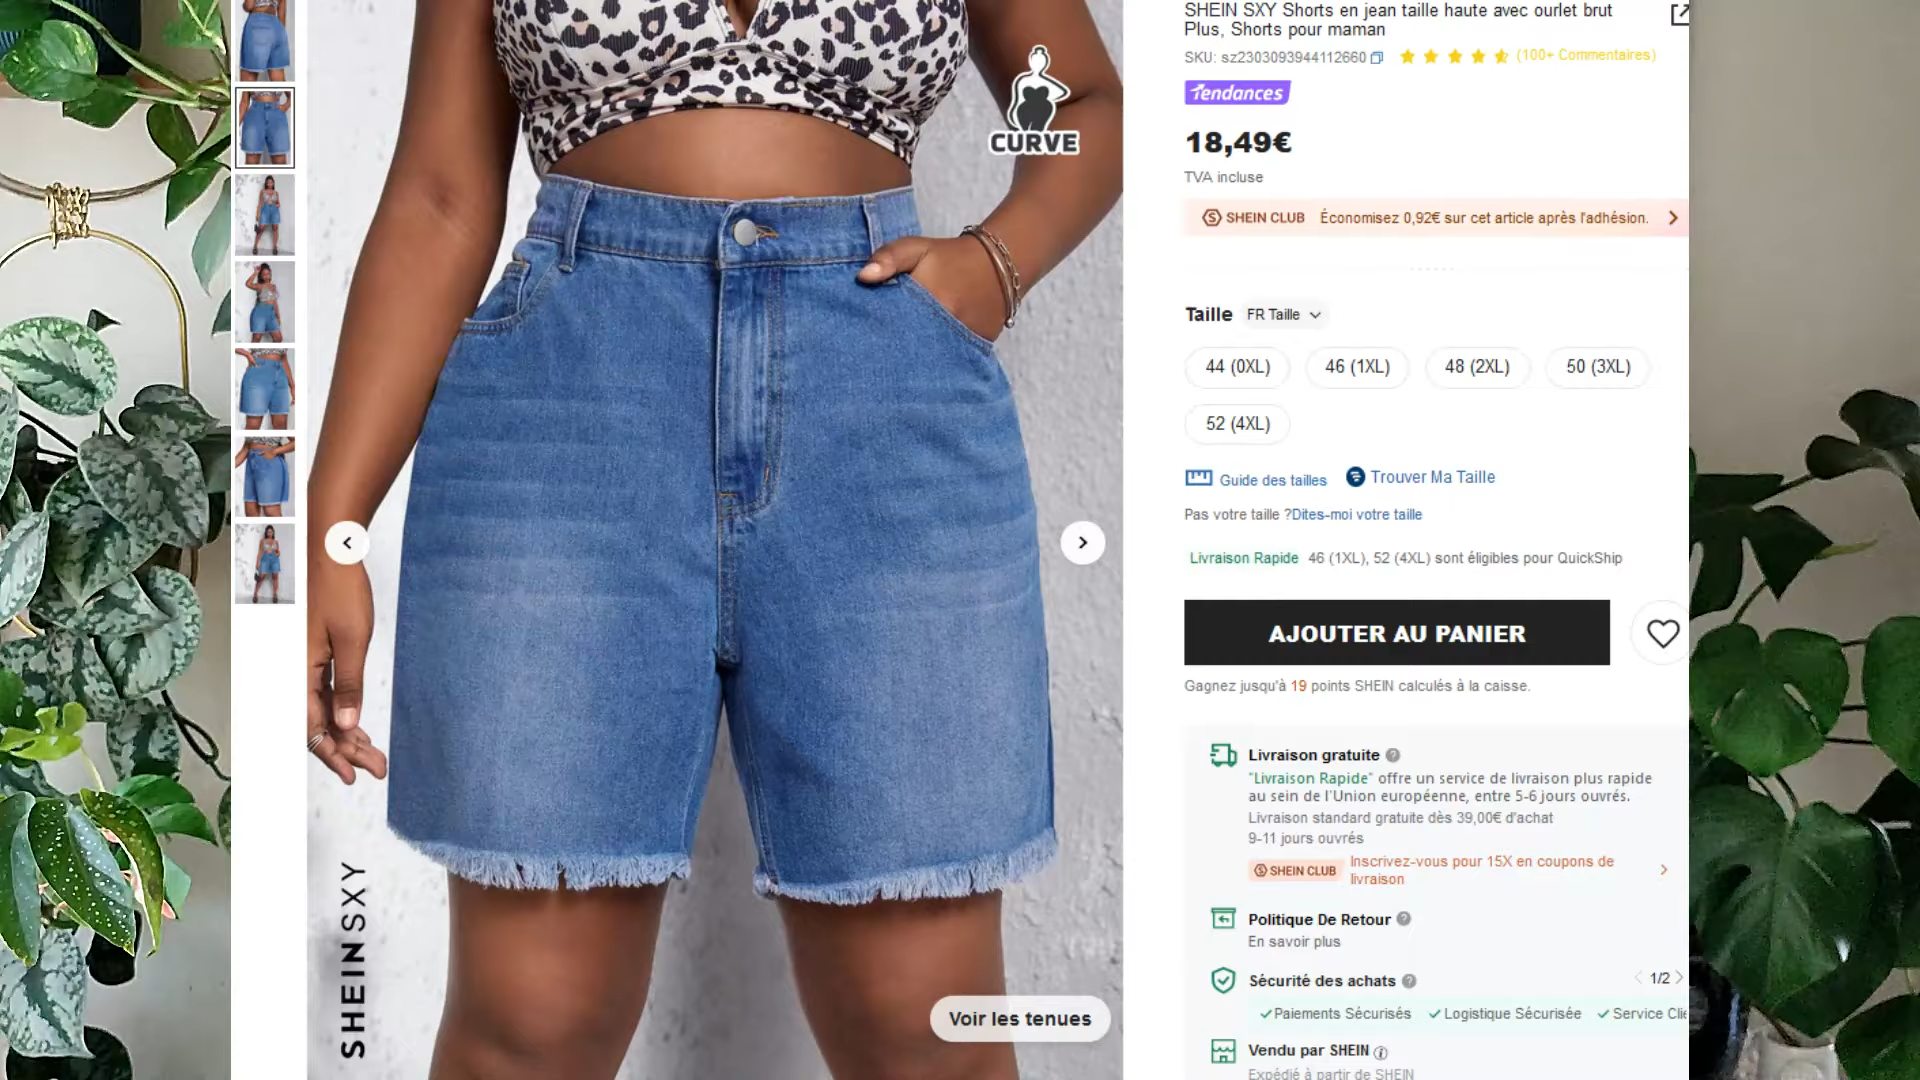 SHEIN SXY Shorts en jean taille haute avec ourlet brut
Plus, Shorts pour maman
SKU: sz2303093944112660
(100+ Commentaires)
Tendances
18,49€
TVA incluse
SHEIN CLUB Économisez 0,92€ sur cet article après l'adhésion.
Taille FR Taille
44 (0XL) 46 (1XL) 48 (2XL) 50 (3XL)
52 (4XL)
Guide des tailles Trouver Ma Taille
Pas votre taille ?Dites-moi votre taille
Livraison Rapide 46 (1XL), 52 (4XL) sont éligibles pour QuickShip
AJOUTER AU PANIER
Gagnez jusqu'à 19 points SHEIN calculés à la caisse.
Livraison gratuite
"Livraison Rapide" offre un service de livraison plus rapide
au sein de l'Union européenne, entre 5-6 jours ouvrés.
Livraison standard gratuite dès 39,00€ d'achat
9-11 jours ouvrés
SHEIN CLUB Inscrivez-vous pour 15X en coupons de
livraison
Politique De Retour
En savoir plus
Sécurité des achats
1/2
Paiements Sécurisés Logistique Sécurisée Service Clie
Vendu par SHEIN
Expédié à partir de SHEIN
CURVE
SHEINSXY
Voir les tenues